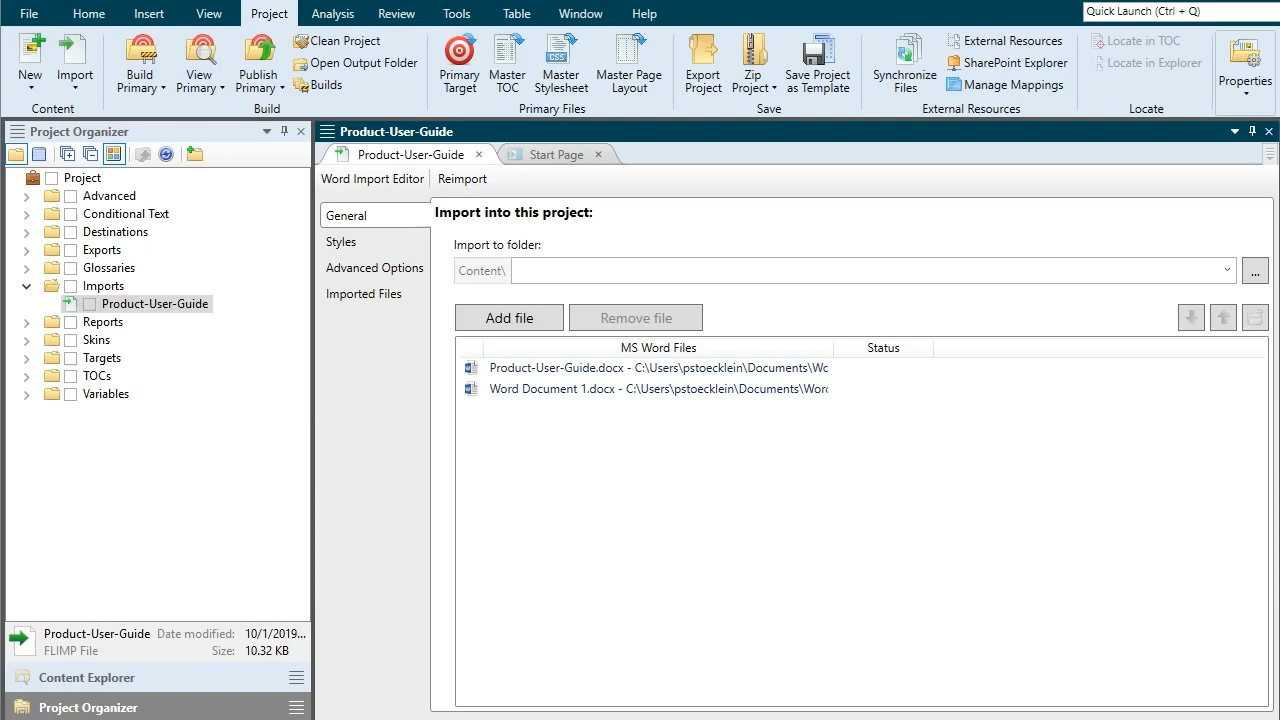 File Home Insert View Project Analysis Review Tools Table Window Help Quick Launch (Ctrl + Q)
New Import Build Primary View Primary Publish Primary Clean Project Open Output Folder Builds Primary Target Master TOC Master Stylesheet Master Page Layout Export Project Zip Project Save Project as Template Synchronize Files External Resources SharePoint Explorer Manage Mappings Locate in TOC Locate in Explorer Properties
Content Build Primary Files Save External Resources Locate
Project Organizer
Project
Advanced
Conditional Text
Destinations
Exports
Glossaries
Imports
Product-User-Guide
Reports
Skins
Targets
TOCs
Variables
Product-User-Guide Date modified: 10/1/2019...
FLIMP File Size: 10.32 KB
Content Explorer
Project Organizer
Product-User-Guide
Product-User-Guide Start Page
Word Import Editor Reimport
General
Styles
Advanced Options
Imported Files
Import into this project:
Import to folder:
Content\ ...
Add file Remove file
MS Word Files Status
Product-User-Guide.docx - C:\Users\pstoecklein\Documents\Wc
Word Document 1.docx - C:\Users\pstoecklein\Documents\Word